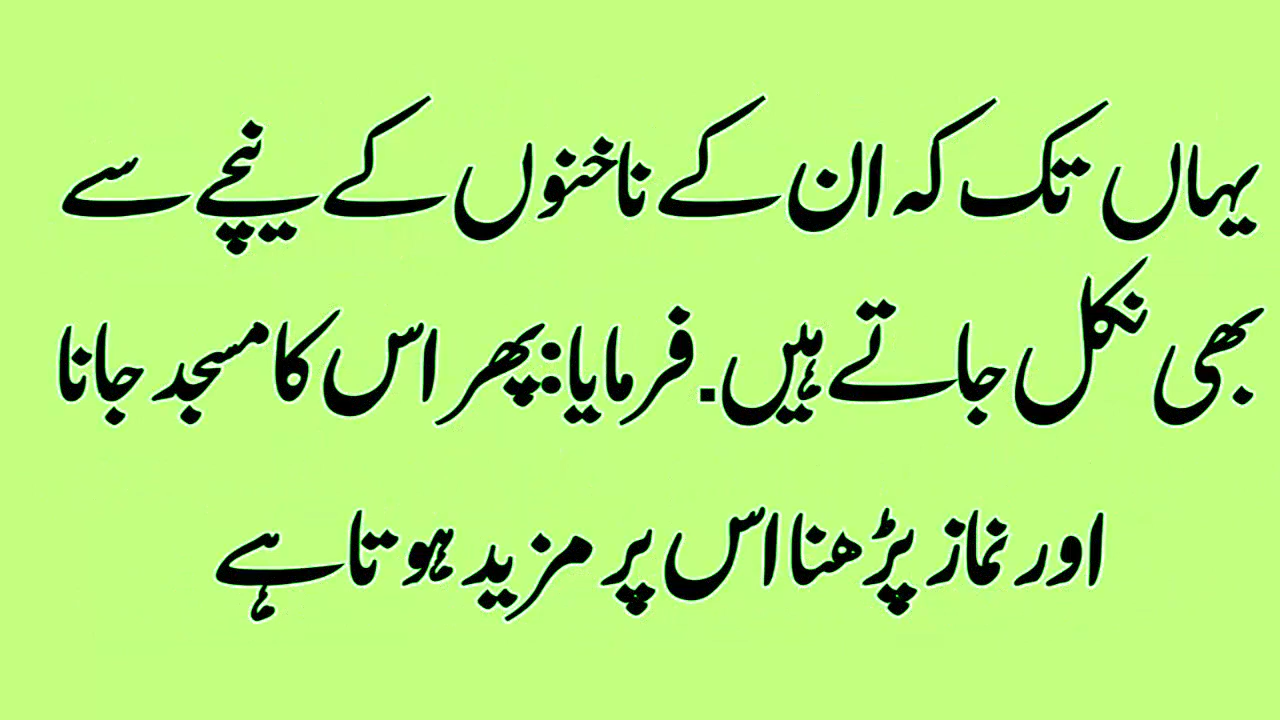 یہاں تک کہ ان کے ناخنوں کے نیچے سے
بھی نکل جاتے ہیں. فرمایا: پھر اس کا مسجد جانا
اور نماز پڑھنا اس پر مزید ہوتا ہے